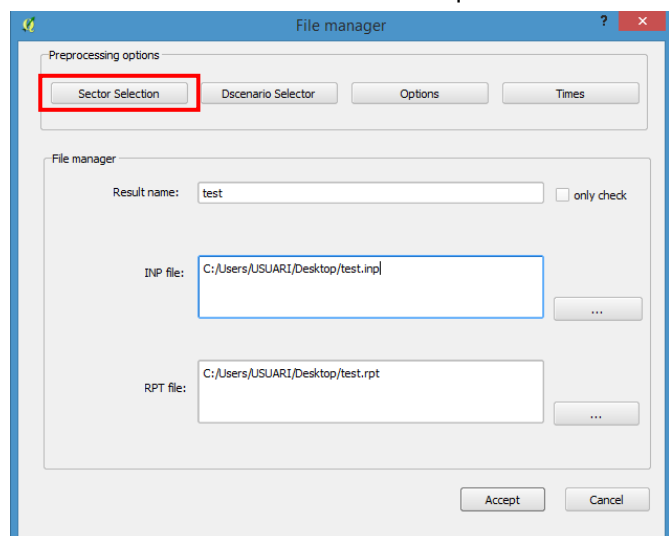 File manager
?
Preprocessing options
Sector Selection
Dscenario Selector
Options
Times
File manager
Result name:
test
only check
INP file:
C:/Users/USUARI/Desktop/test.inp
...
RPT file:
C:/Users/USUARI/Desktop/test.rpt
...
Accept
Cancel